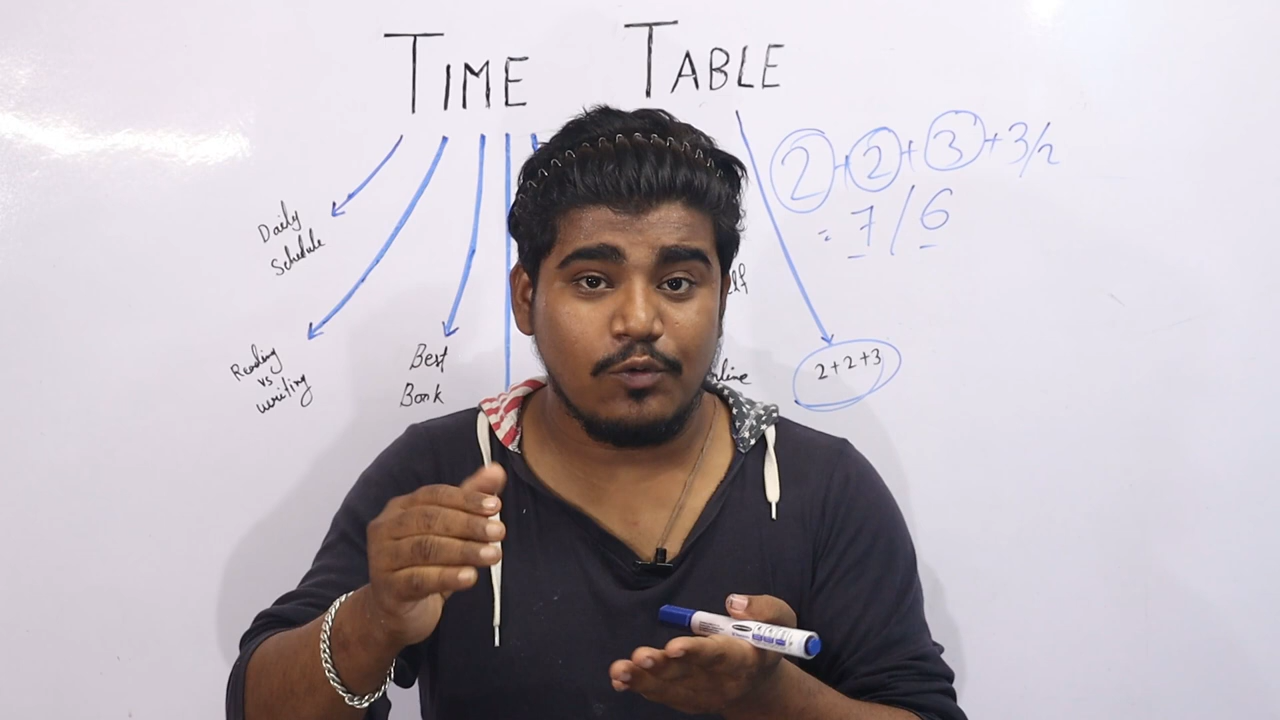 TIME TABLE
2 + 2 + 3 + 3/2
= 7 / 6
Daily
Schedule
Reading
vs
writing
Best
Book
2+2+3